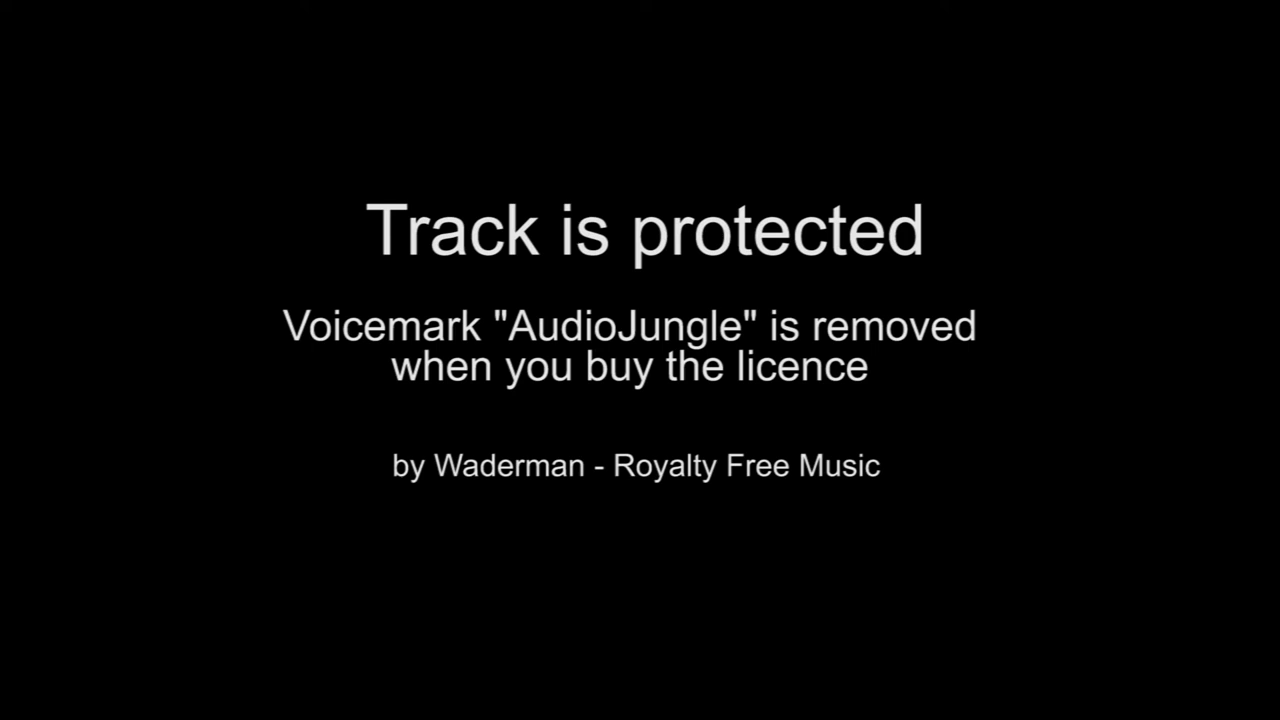 Track is protected
Voicemark "AudioJungle" is removed
when you buy the licence
by Waderman - Royalty Free Music